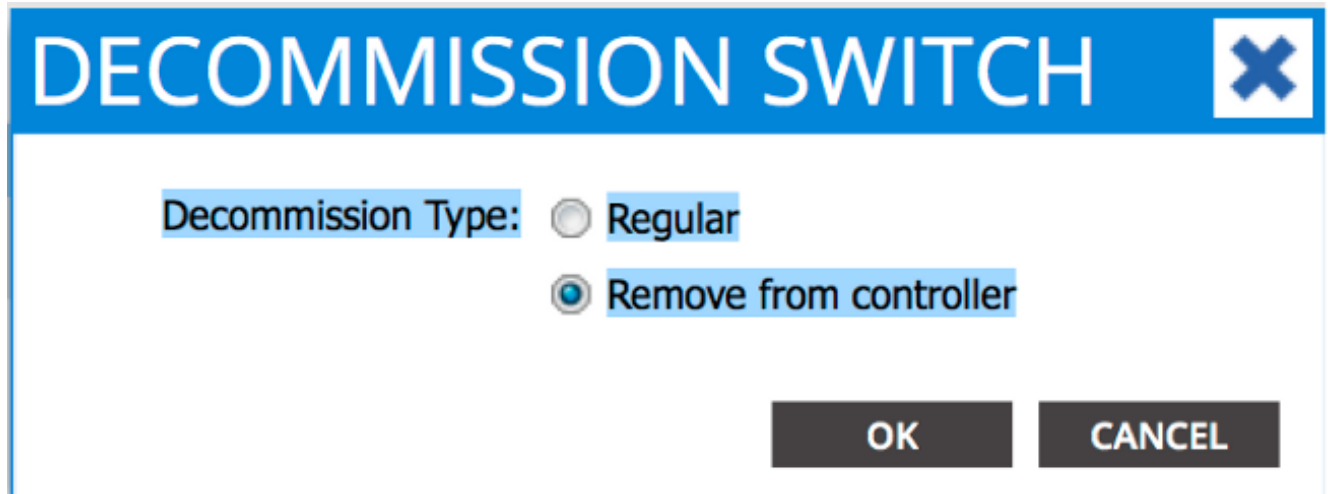 DECOMMISSION SWITCH
Decommission Type: Regular
Remove from controller
OK CANCEL